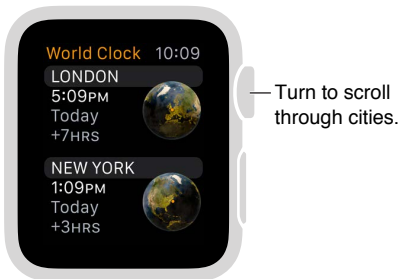 World Clock 10:09
LONDON
5:09PM
Today
+7HRS
NEW YORK
1:09PM
Today
+3HRS
Turn to scroll
through cities.